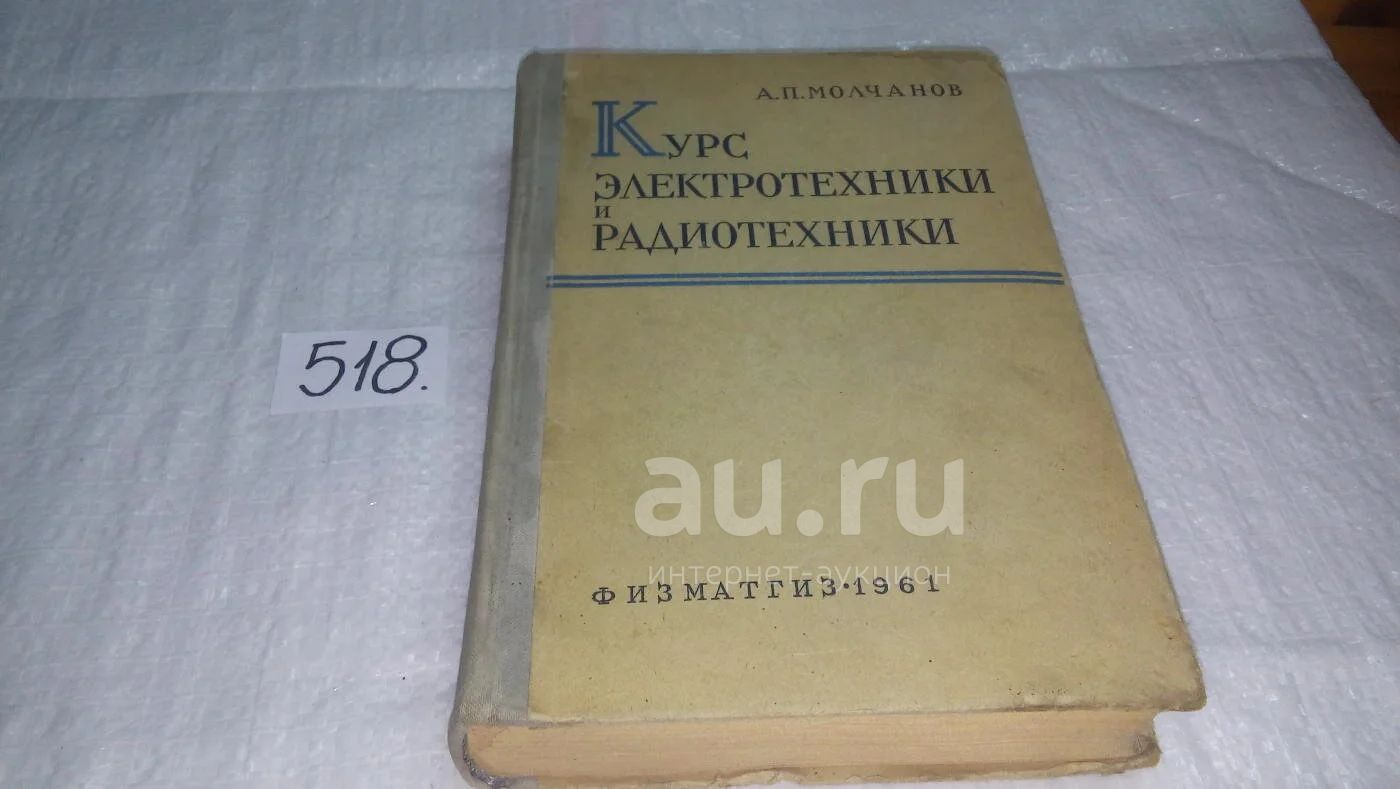 А.П.МОЛЧАНОВ
КУРС
ЭЛЕКТРОТЕХНИКИ
И
РАДИОТЕХНИКИ
518.
au.ru
интернет-аукцион
ФИЗМАТГИЗ•1961